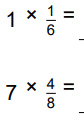 1 × 1/6 =
7 × 4/8 =